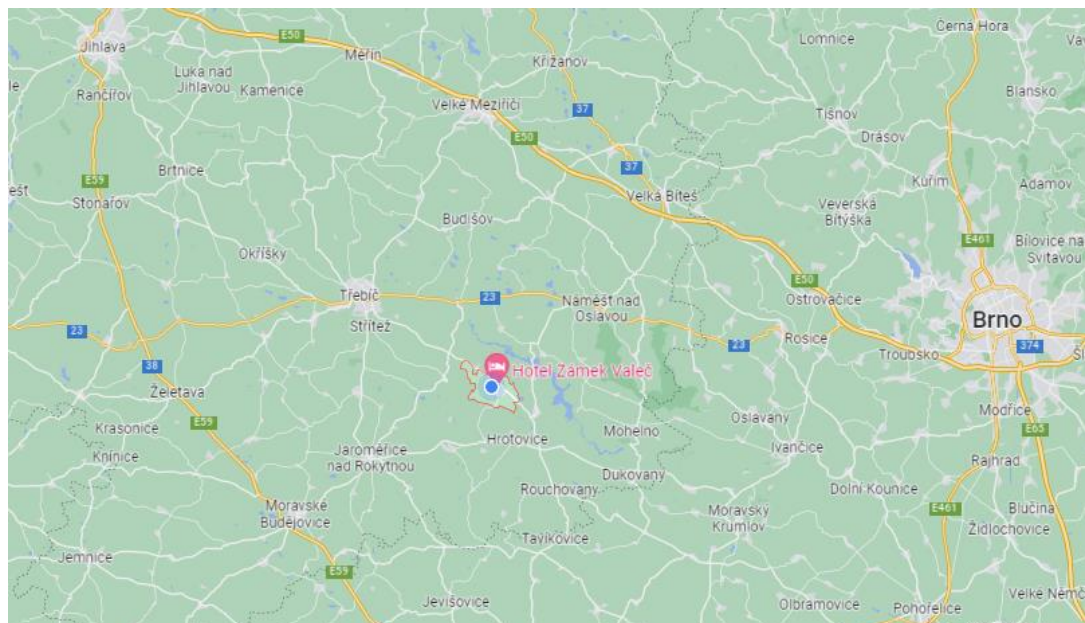 Jihlava
E50
Měřín
Křižanov
Lomnice
Černá Hora
Luka nad
Jihlavou
Kamenice
Rančířov
Velké Meziříčí
37
Blansko
Tišnov
E50
Drásov
Brtnice
37
Kuřim
Adamov
E59
Stonařov
Velká Bíteš
Veverská
Bítýška
Budišov
Okříšky
E461
Bílovice na
Svitavou
E50
Třebíč
23
Náměšť nad
Oslavou
Ostrovačice
Střítež
Brno
23
23
Rosice
374
Troubsko
38
Hotel Zámek Valeč
Želetava
E59
Krasonice
Oslavany
Modřice
Mohelno
E65
Hrotovice
Jaroměřice
nad Rokytnou
Ivančice
Knínice
Dukovany
Rajhrad
Rouchovany
Dolní Kounice
Moravské
Budějovice
Moravský
Krumlov
E461
Blučina
Židlochovice
Tavíkovice
Jemnice
E59
Jevišovice
Olbramovice
Pohořelice
Velké Němč